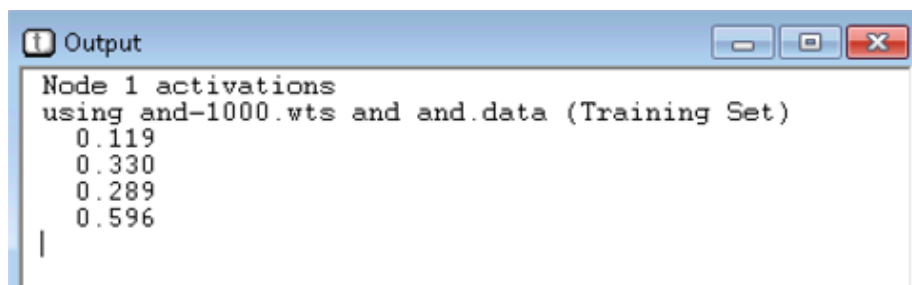 Output
Node 1 activations
using and-1000.wts and and.data (Training Set)
0.119
0.330
0.289
0.596